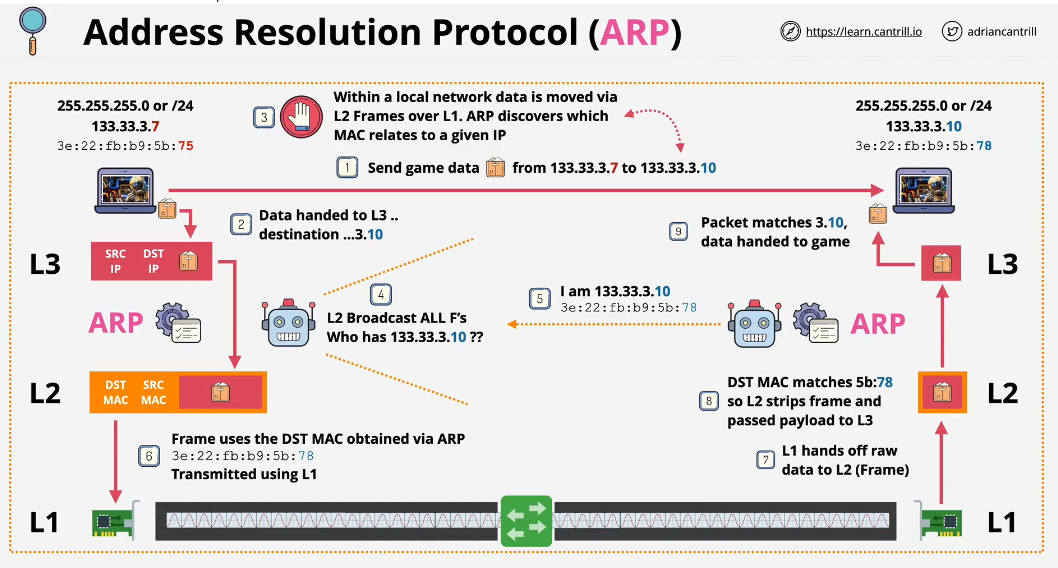 Address Resolution Protocol (ARP)
https://learn.cantrill.io
adriancantrill
255.255.255.0 or /24
133.33.3.7
3e:22:fb:b9:5b:75
3
Within a local network data is moved via
L2 Frames over L1. ARP discovers which
MAC relates to a given IP
255.255.255.0 or /24
133.33.3.10
3e:22:fb:b9:5b:78
1
Send game data from 133.33.3.7 to 133.33.3.10
2
Data handed to L3 ..
destination ...3.10
9
Packet matches 3.10,
data handed to game
L3
SRC IP
DST IP
L3
4
L2 Broadcast ALL F's
Who has 133.33.3.10 ??
5
I am 133.33.3.10
3e:22:fb:b9:5b:78
ARP
ARP
L2
DST MAC
SRC MAC
8
DST MAC matches 5b:78
so L2 strips frame and
passed payload to L3
L2
6
Frame uses the DST MAC obtained via ARP
3e:22:fb:b9:5b:78
Transmitted using L1
7
L1 hands off raw
data to L2 (Frame)
L1
L1